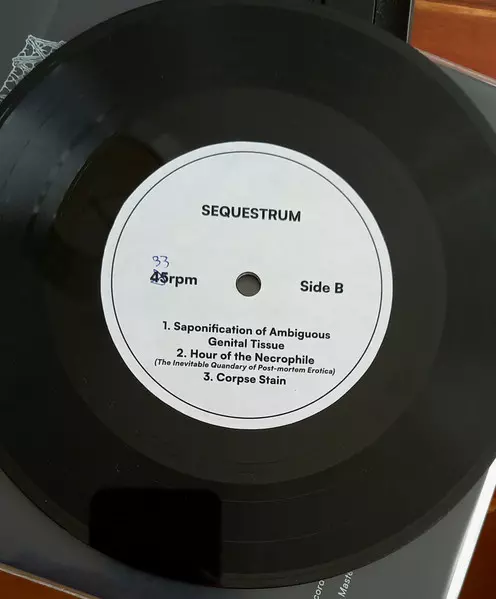 SEQUESTRUM
33
45rpm
Side B
1. Saponification of Ambiguous
Genital Tissue
2. Hour of the Necrophile
(The Inevitable Quandary of Post-mortem Erotica)
3. Corpse Stain